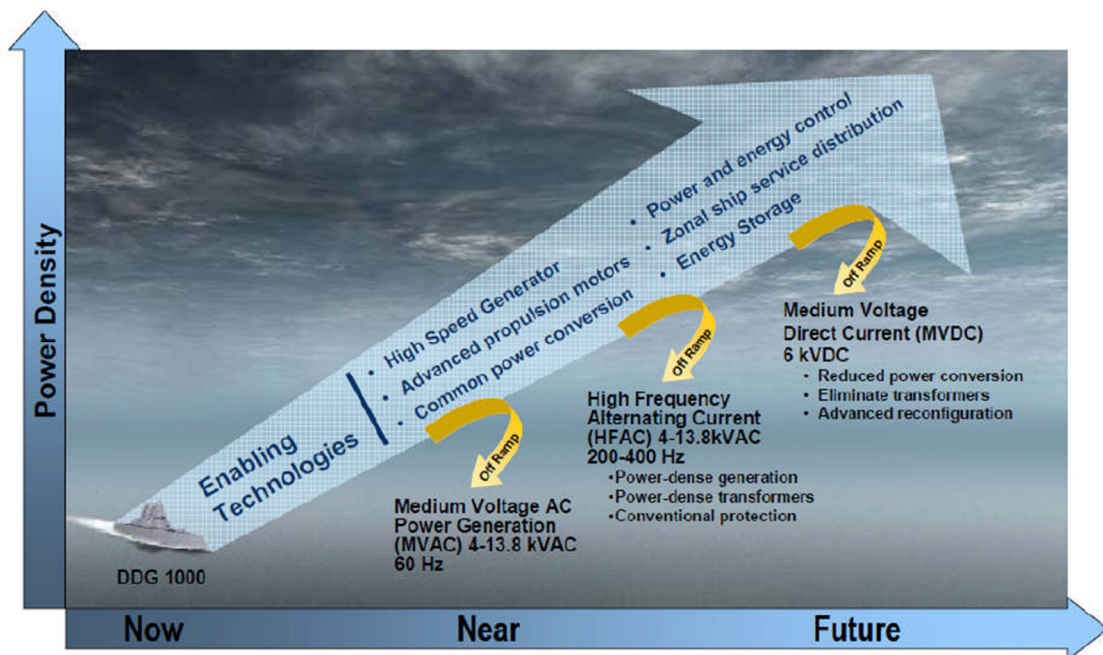 Power Density
• High Speed Generator
• Advanced propulsion motors
• Common power conversion
• Power and energy control
• Zonal ship service distribution
• Energy Storage
Enabling
Technologies
DDG 1000
Off Ramp
Medium Voltage AC
Power Generation
(MVAC) 4-13.8 kVAC
60 Hz
Off Ramp
High Frequency
Alternating Current
(HFAC) 4-13.8kVAC
200-400 Hz
•Power-dense generation
•Power-dense transformers
•Conventional protection
Off Ramp
Medium Voltage
Direct Current (MVDC)
6 kVDC
• Reduced power conversion
• Eliminate transformers
• Advanced reconfiguration
Now
Near
Future